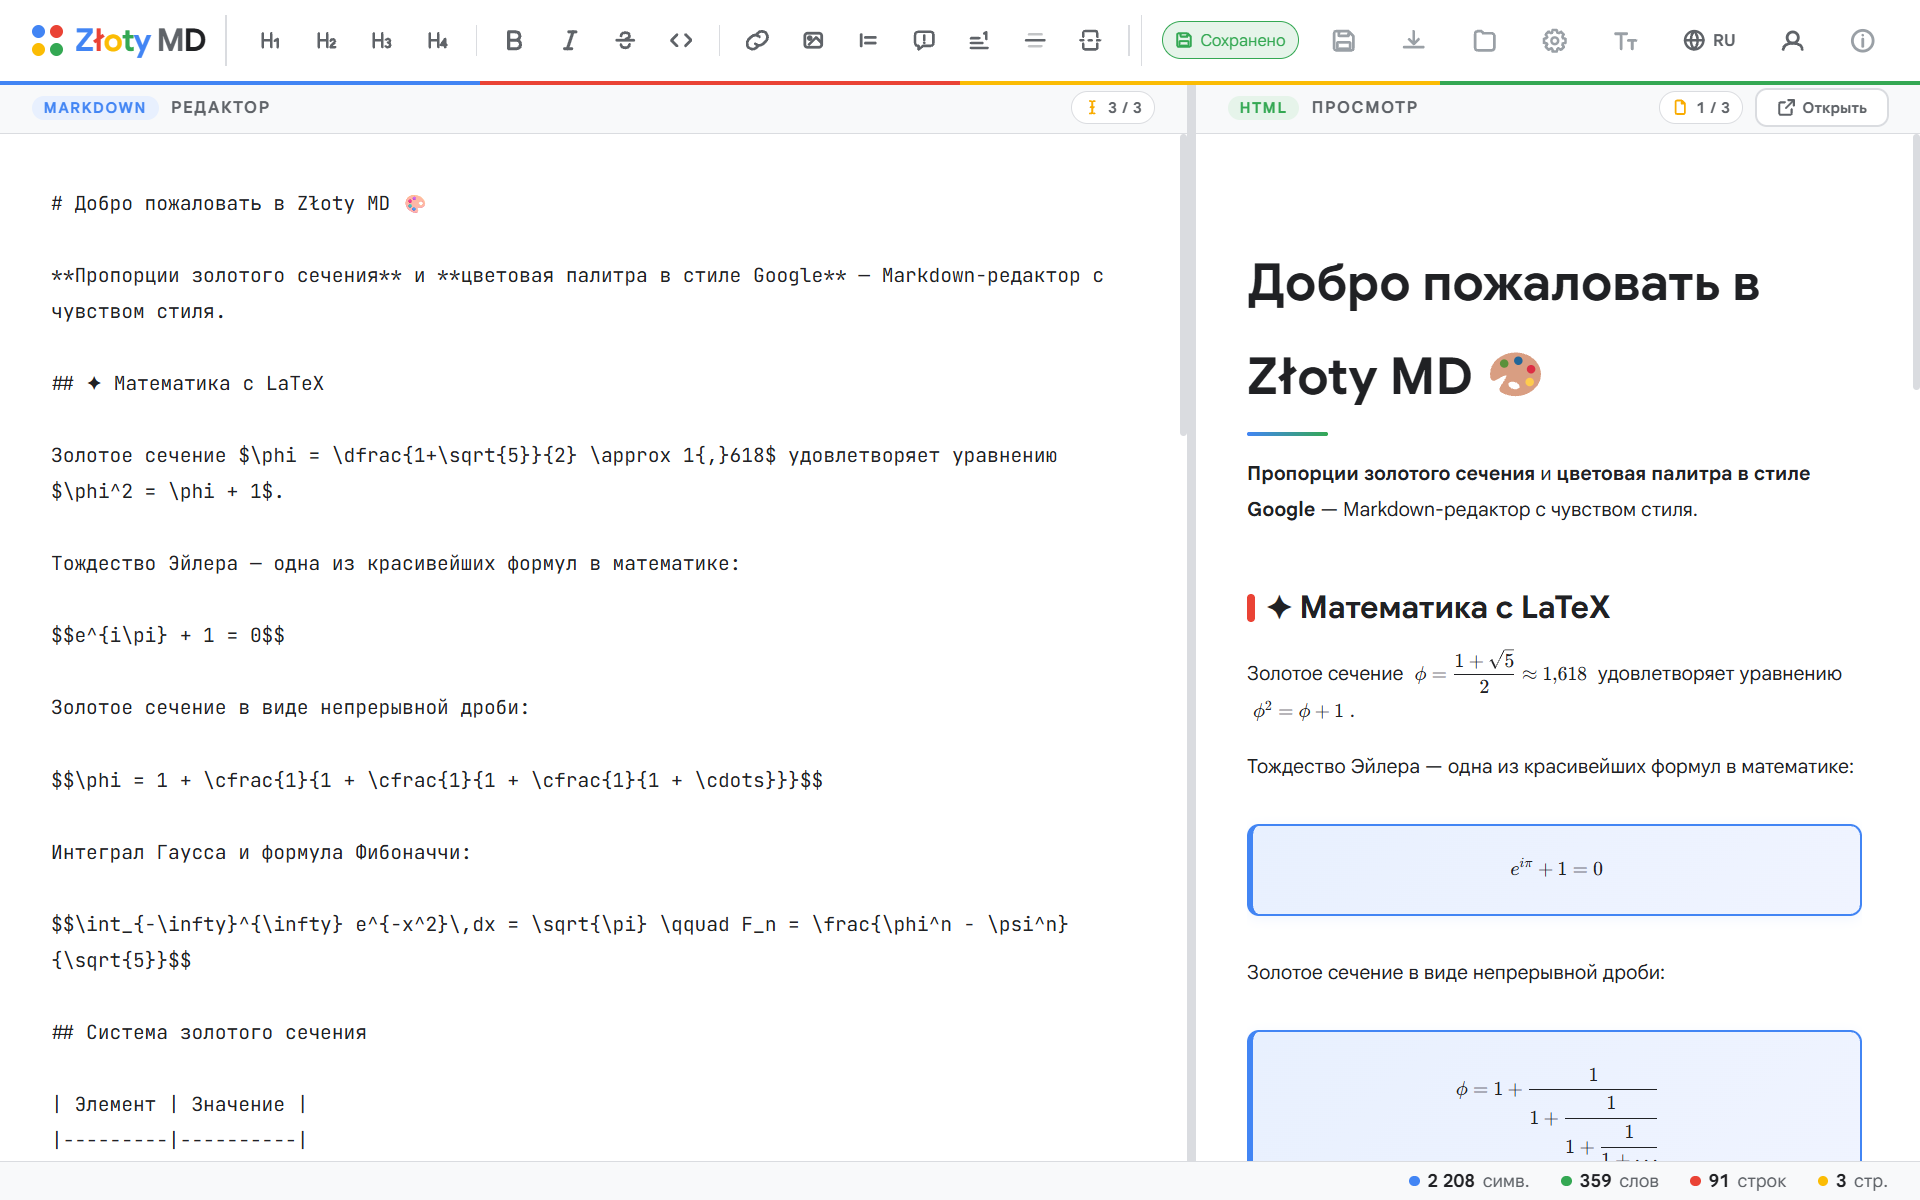 Złoty MD H1 H2 H3 H4 Сохранено RU
MARKDOWN РЕДАКТОР 3 / 3
HTML ПРОСМОТР 1 / 3 Открыть
# Добро пожаловать в Złoty MD 🎨
**Пропорции золотого сечения** и **цветовая палитра в стиле Google** — Markdown-редактор с
чувством стиля.
## ✦ Математика с LaTeX
Золотое сечение $\phi = \dfrac{1+\sqrt{5}}{2} \approx 1{,}618$ удовлетворяет уравнению
$\phi^2 = \phi + 1$.
Тождество Эйлера — одна из красивейших формул в математике:
$$e^{i\pi} + 1 = 0$$
Золотое сечение в виде непрерывной дроби:
$$\phi = 1 + \cfrac{1}{1 + \cfrac{1}{1 + \cfrac{1}{1 + \cdots}}}$$
Интеграл Гаусса и формула Фибоначчи:
$$\int_{-\infty}^{\infty} e^{-x^2}\,dx = \sqrt{\pi} \qquad F_n = \frac{\phi^n - \psi^n}
{\sqrt{5}}$$
## Система золотого сечения
| Элемент | Значение |
|---------|----------|
Добро пожаловать в
Złoty MD 🎨
Пропорции золотого сечения и цветовая палитра в стиле
Google — Markdown-редактор с чувством стиля.
✦ Математика с LaTeX
Золотое сечение ϕ = (1 + √5)/2 ≈ 1,618 удовлетворяет уравнению
ϕ² = ϕ + 1 .
Тождество Эйлера — одна из красивейших формул в математике:
e^{iπ} + 1 = 0
Золотое сечение в виде непрерывной дроби:
ϕ = 1 + 1
1 + 1
1 + 1
1 + ⋯
2 208 симв. 359 слов 91 строк 3 стр.